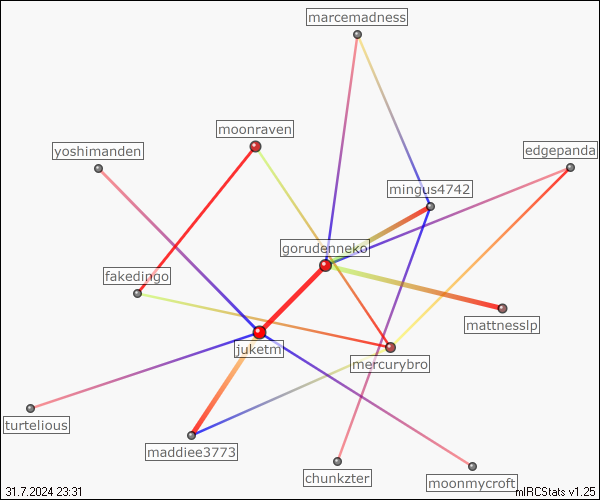 marcemadness
moonraven
yoshimanden
edgepanda
mingus4742
gorudenneko
fakedingo
mattnesslp
juketm
mercurybro
turtelious
maddiee3773
chunkzter
moonmycroft
31.7.2024 23:31
mIRCStats v1.25